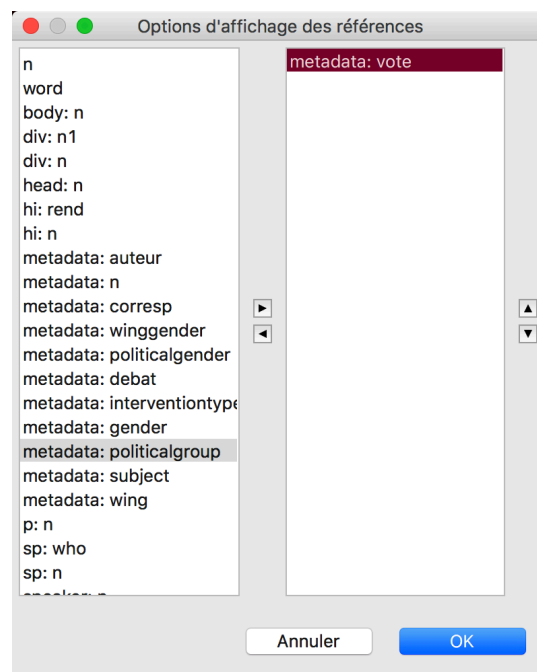 Options d'affichage des références
n
word
body: n
div: n1
div: n
head: n
hi: rend
hi: n
metadata: auteur
metadata: n
metadata: corresp
metadata: winggender
metadata: politicalgender
metadata: debat
metadata: interventiontype
metadata: gender
metadata: politicalgroup
metadata: subject
metadata: wing
p: n
sp: who
sp: n
metadata: vote
Annuler
OK